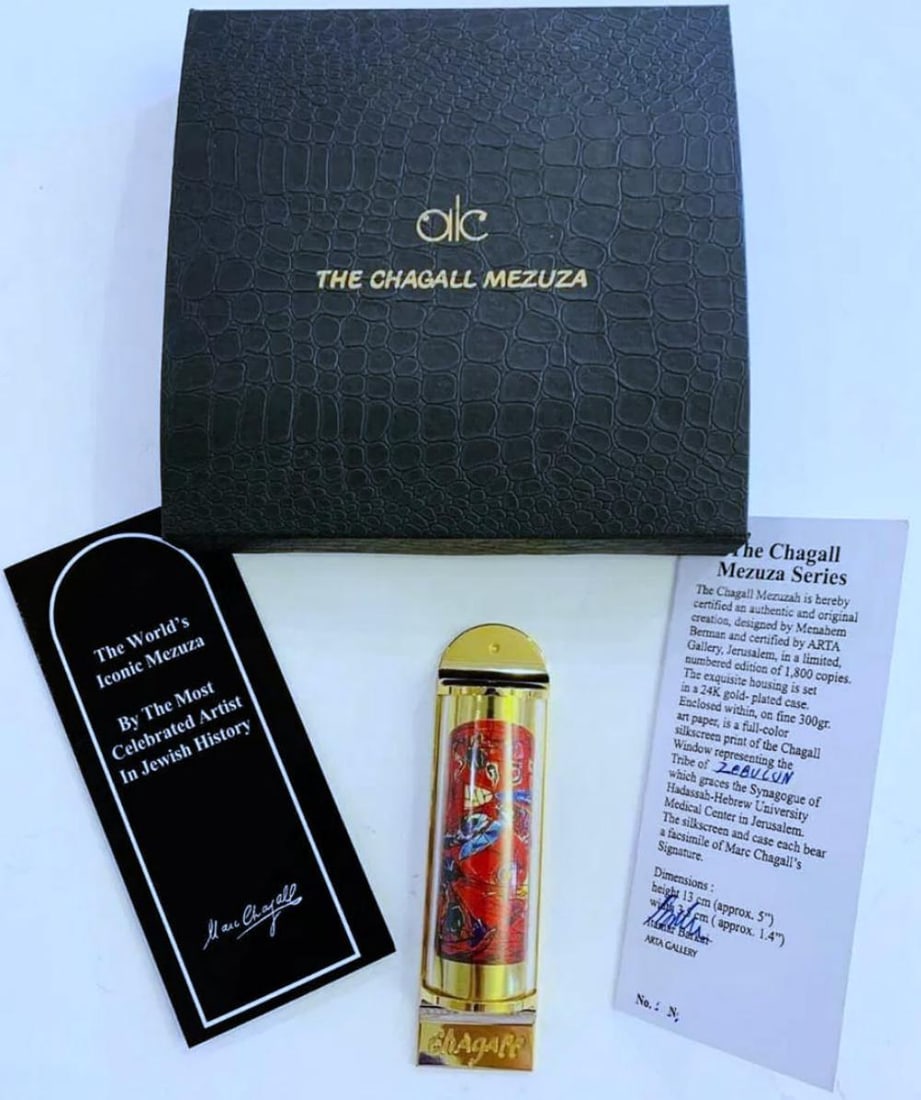 alc
THE CHAGALL MEZUZA
The World's
Iconic Mezuza
By The Most
Celebrated Artist
In Jewish History
Marc Chagall
Chagall
The Chagall
Mezuza Series
The Chagall Mezuzah is hereby
certified an authentic and original
creation, designed by Menahem
Berman and certified by ARTA
Gallery, Jerusalem, in a limited,
numbered edition of 1,800 copies.
The exquisite housing is set
in a 24K gold- plated case.
Enclosed within, on fine 300gr.
art paper, is a full-color
silkscreen print of the Chagall
Window representing the
Tribe of ZEBULUN
which graces the Synagogue of
Hadassah-Hebrew University
Medical Center in Jerusalem.
The silkscreen and case each bear
a facsimile of Marc Chagall's
Signature.
Dimensions :
height 13 cm (approx. 5")
cm ( approx. 1.4")
ARTA GALLERY
No.